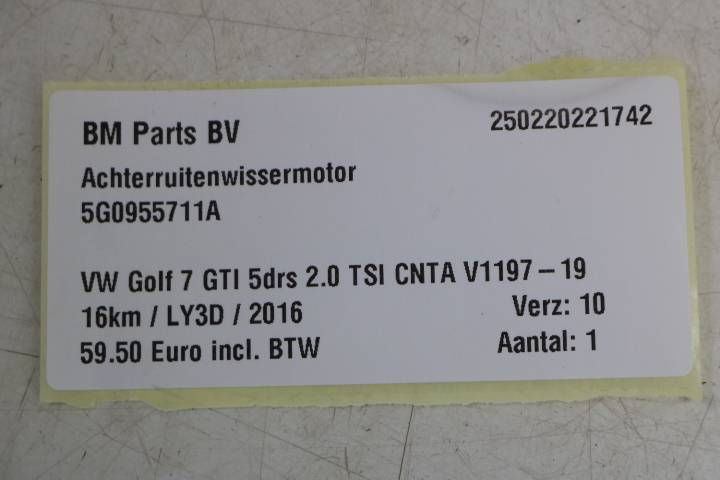 BM Parts BV 250220221742
Achterruitenwissermotor
5G0955711A
VW Golf 7 GTI 5drs 2.0 TSI CNTA V1197-19
16km / LY3D / 2016 Verz: 10
59.50 Euro incl. BTW Aantal: 1